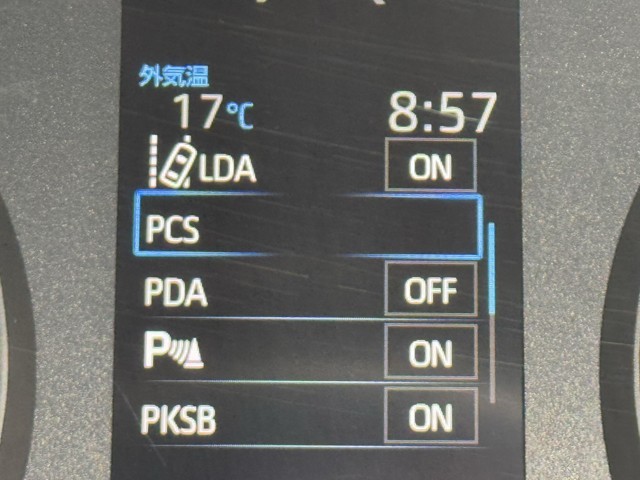 外気温
17℃ 8:57
LDA ON
PCS
PDA OFF
P ON
PKSB ON